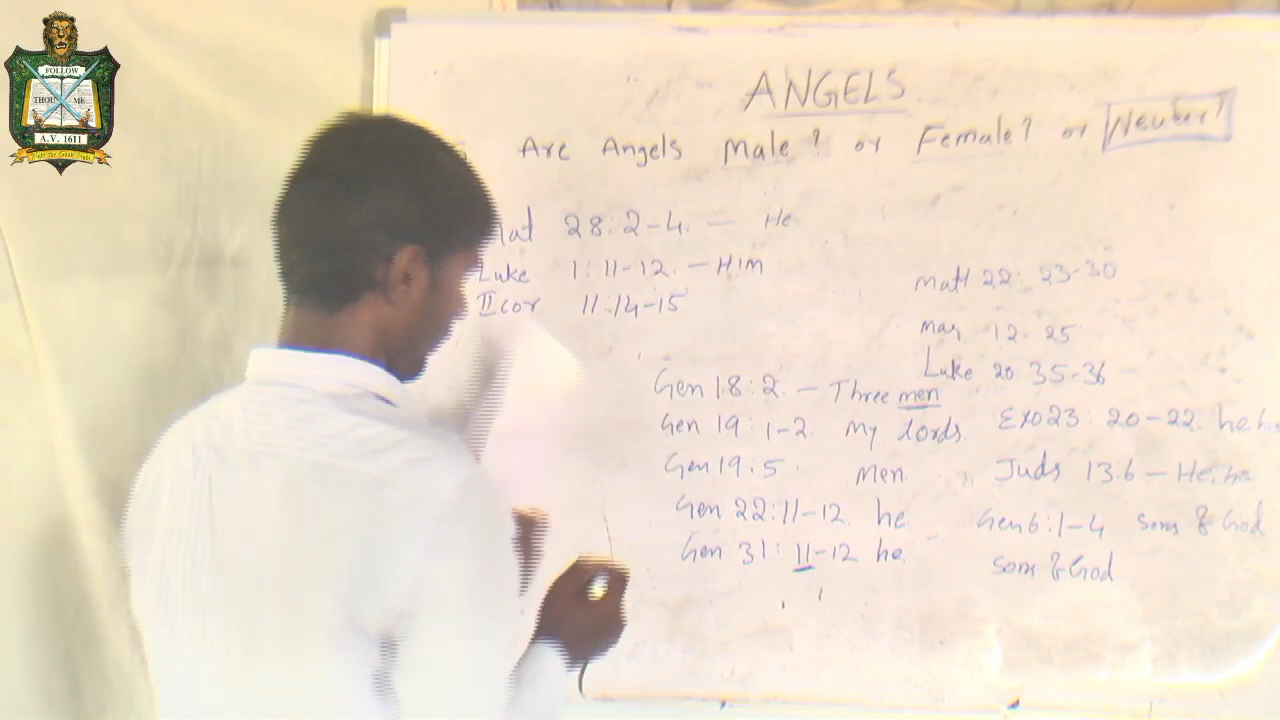 FOLLOW
THOU ME
A.V. 1611
ANGELS
Are Angels Male? or Female? or Neuter?
Mat 28:2-4. - He
Luke 1:11-12. - Him
II Cor 11:14-15
Matt 22: 23-30
Mar 12. 25
Luke 20 35-36
Gen 18:2. - Three men
Gen 19:1-2. my lords.
Gen 19:5 men.
Gen 22:11-12. he
Gen 31: 11-12 he.
Exo 23: 20-22. he,
Juds 13.6 - He, his
Gen 6:1-4 sons of God
sons of God